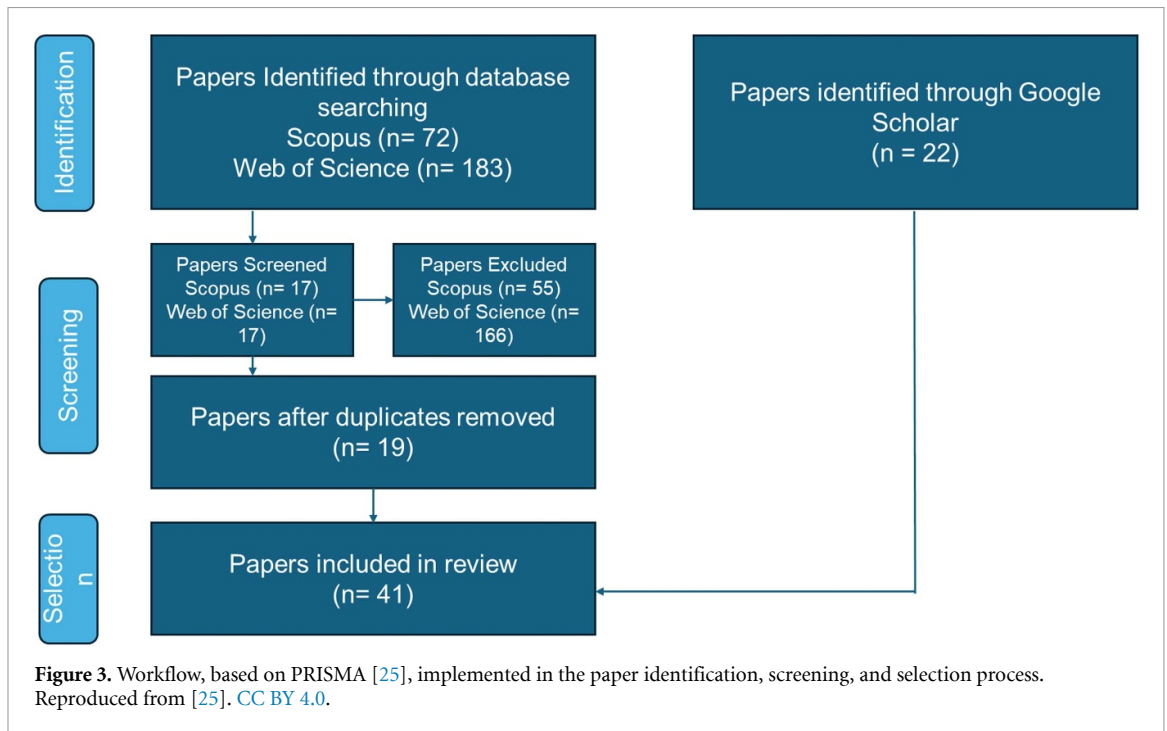 Identification
Papers Identified through database
searching
Scopus (n= 72)
Web of Science (n= 183)
Papers identified through Google
Scholar
(n = 22)
Screening
Papers Screened
Scopus (n= 17)
Web of Science (n=
17)
Papers Excluded
Scopus (n= 55)
Web of Science (n=
166)
Papers after duplicates removed
(n= 19)
Selectio
n
Papers included in review
(n= 41)
Figure 3. Workflow, based on PRISMA [25], implemented in the paper identification, screening, and selection process.
Reproduced from [25]. CC BY 4.0.